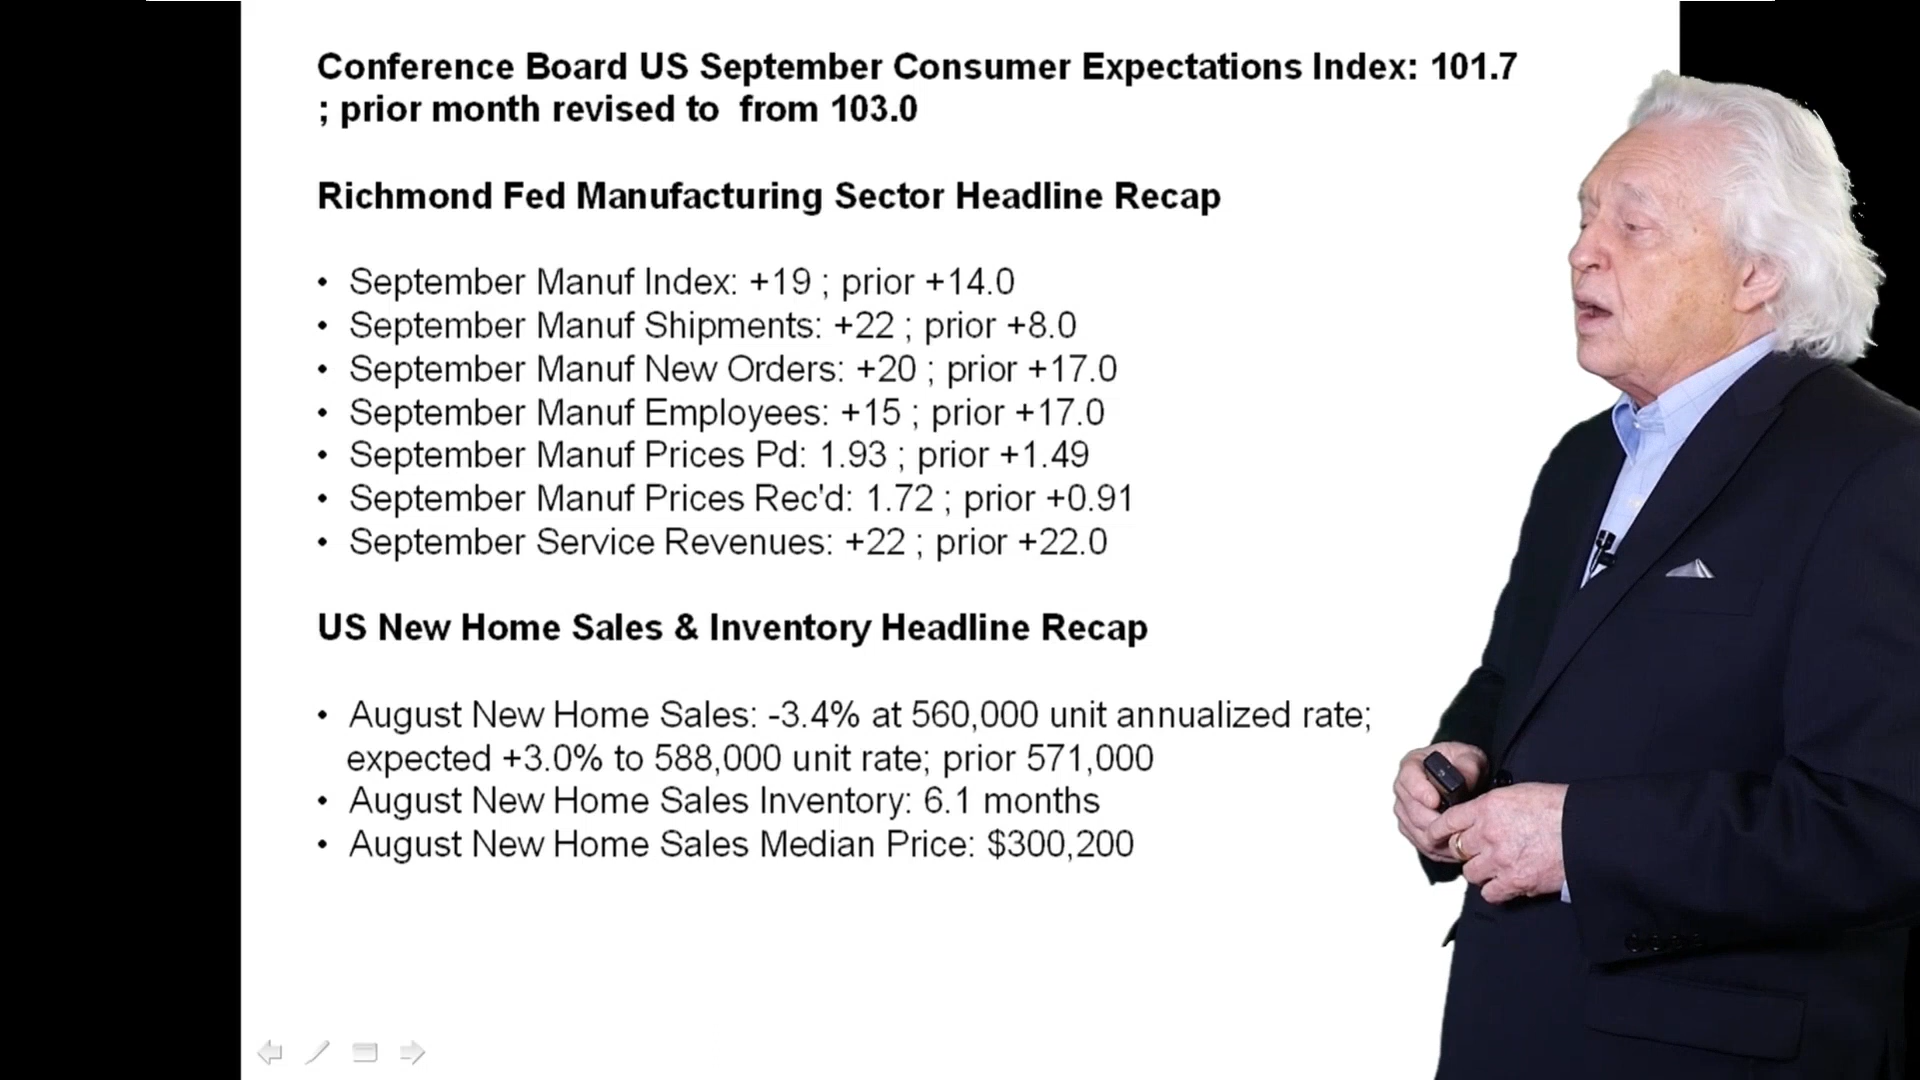 Conference Board US September Consumer Expectations Index: 101.7
; prior month revised to  from 103.0
Richmond Fed Manufacturing Sector Headline Recap
• September Manuf Index: +19 ; prior +14.0
• September Manuf Shipments: +22 ; prior +8.0
• September Manuf New Orders: +20 ; prior +17.0
• September Manuf Employees: +15 ; prior +17.0
• September Manuf Prices Pd: 1.93 ; prior +1.49
• September Manuf Prices Rec'd: 1.72 ; prior +0.91
• September Service Revenues: +22 ; prior +22.0
US New Home Sales & Inventory Headline Recap
• August New Home Sales: -3.4% at 560,000 unit annualized rate;
expected +3.0% to 588,000 unit rate; prior 571,000
• August New Home Sales Inventory: 6.1 months
• August New Home Sales Median Price: $300,200